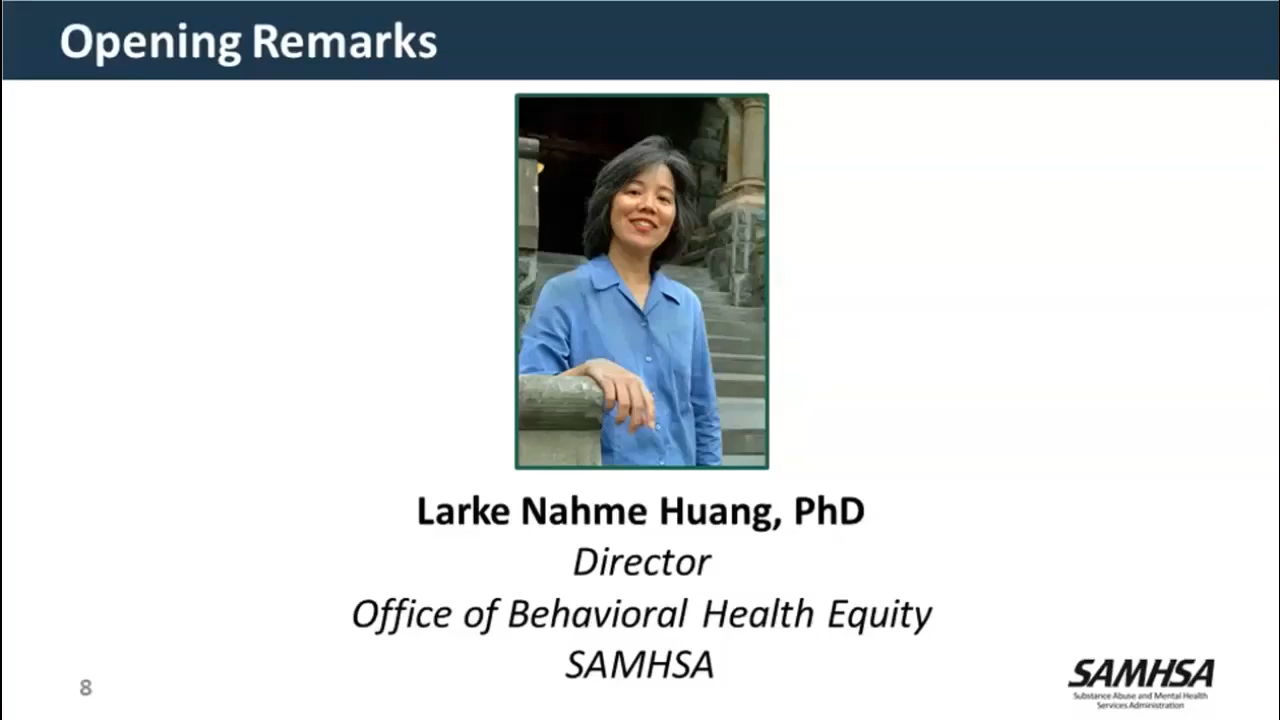 Opening Remarks
Larke Nahme Huang, PhD
Director
Office of Behavioral Health Equity
SAMHSA
8
SAMHSA
Substance Abuse and Mental Health
Services Administration